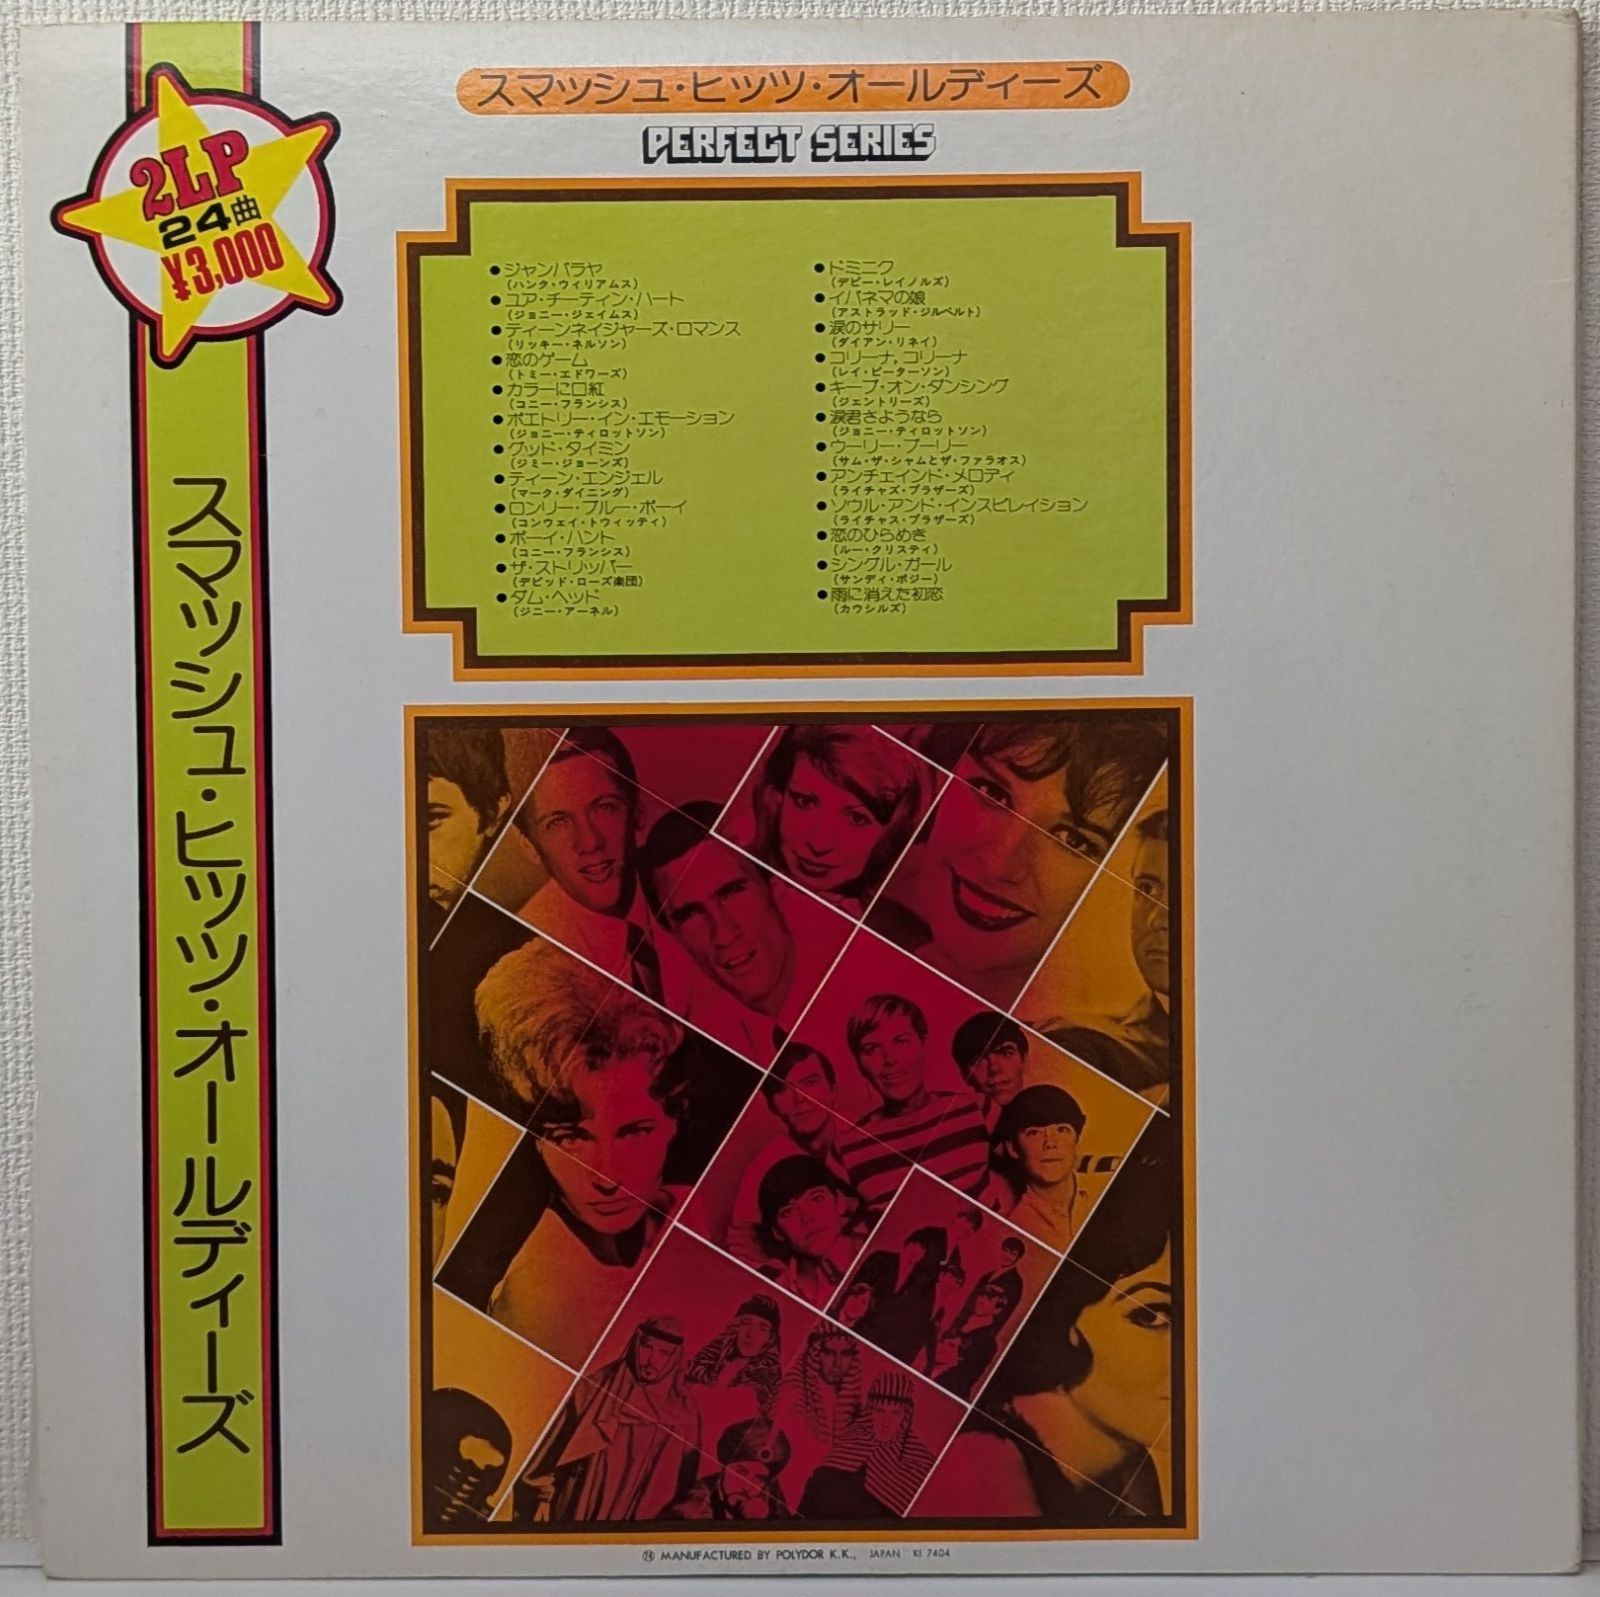 スマッシュ・ヒッツ・オールディーズ
PERFECT SERIES
2LP
24曲
¥3,000
スマッシュ・ヒッツ・オールディーズ
●ジャンバラヤ
(ハンク・ウィリアムス)
●ユア・チーティン・ハート
(ジョニー・ジェイムス)
●ティーンネイジャーズ・ロマンス
(リッキー・ネルソン)
●恋のゲーム
(トミー・エドワーズ)
●カラーに口紅
(コニー・フランシス)
●ポエトリー・イン・エモーション
(ジョニー・ティロットソン)
●グッド・タイミン
(ジミー・ジョーンズ)
●ティーン・エンジェル
(マーク・ダイニング)
●ロンリー・ブルー・ボーイ
(コンウェイ・トウィッティ)
●ボーイ・ハント
(コニー・フランシス)
●ザ・ストリッパー
(デビッド・ローズ楽団)
●ダム・ヘッド
(ジニー・アーネル)
●ドミニク
(デビー・レイノルズ)
●イパネマの娘
(アストラッド・ジルベルト)
●涙のサリー
(ダイアン・リネイ)
●コリーナ, コリーナ
(レイ・ピーターソン)
●キープ・オン・ダンシング
(ジェントリーズ)
●涙君さようなら
(ジョニー・ティロットソン)
●ウーリー・ブーリー
(サム・ザ・シャムとザ・ファラオス)
●アンチェインド・メロディ
(ライチャス・ブラザーズ)
●ソウル・アンド・インスピレイション
(ライチャス・ブラザーズ)
●恋のひらめき
(ルー・クリスティ)
●シングル・ガール
(サンディ・ポジー)
●雨に消えた初恋
(カウシルズ)
㉔ MANUFACTURED BY POLYDOR K.K., JAPAN KI 7404